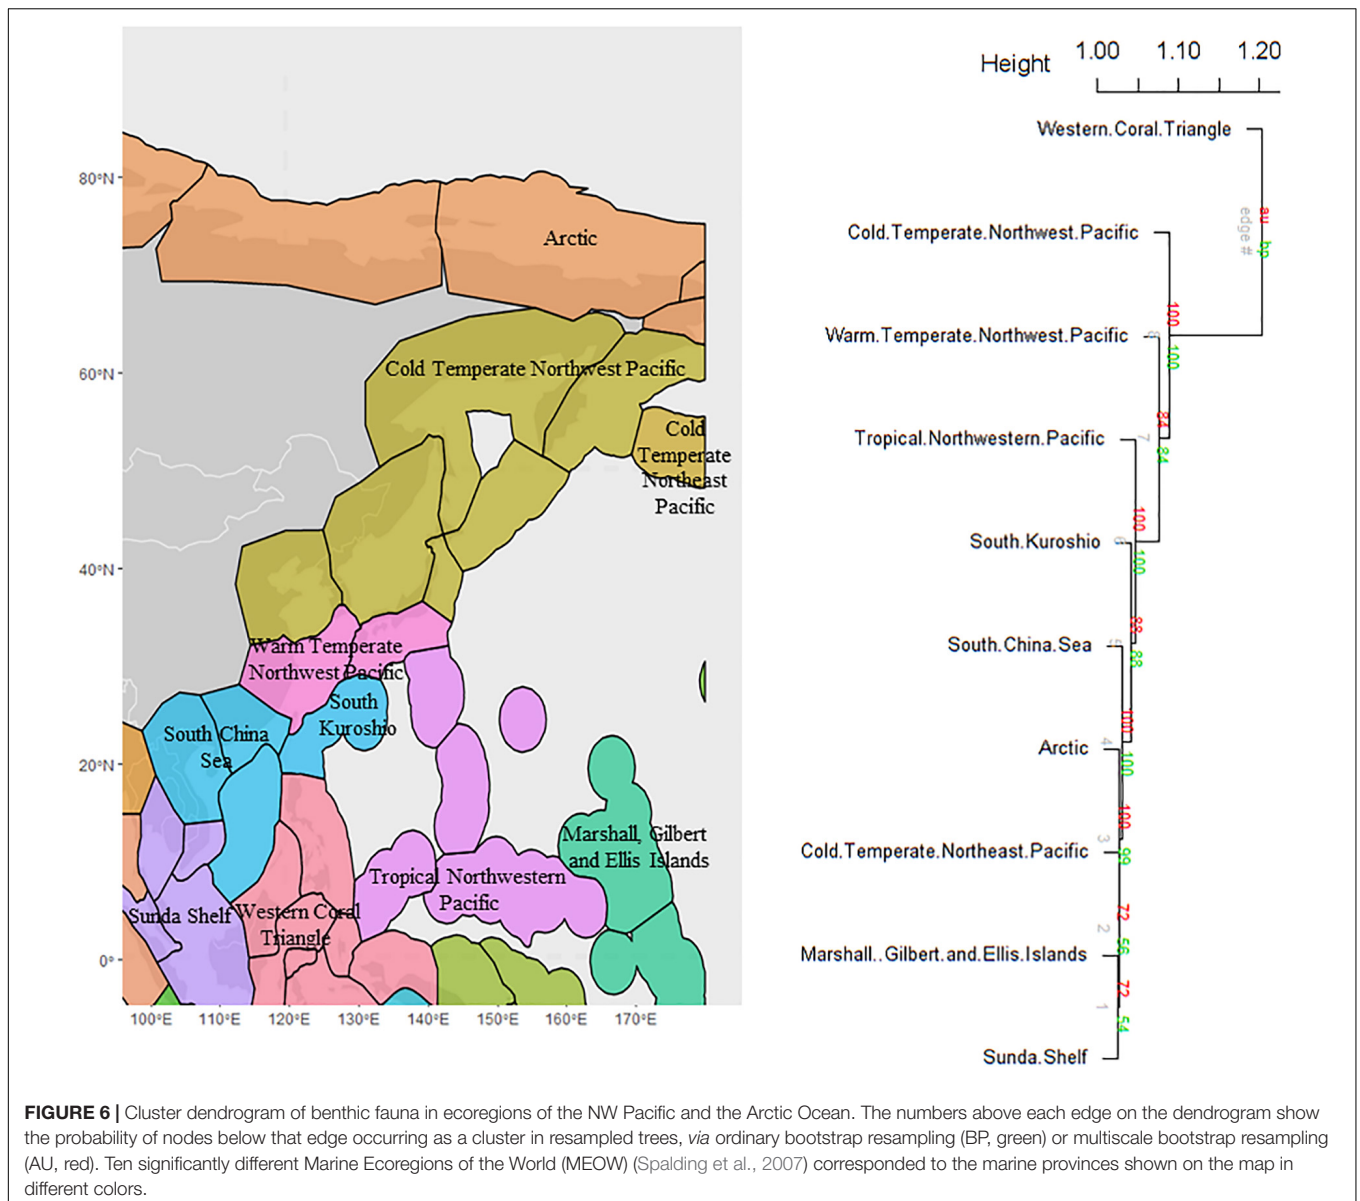 80°N
60°N
40°N
20°N
0°
100°E 110°E 120°E 130°E 140°E 150°E 160°E 170°E
Arctic
Cold Temperate Northwest Pacific
Cold
Temperate
Northeast
Pacific
Warm Temperate
Northwest Pacific
South
Kuroshio
South China
Sea
Marshall, Gilbert
and Ellis Islands
Tropical Northwestern
Pacific
Sunda Shelf
Western Coral
Triangle
Height
1.00 1.10 1.20
Western.Coral.Triangle
au
bp
edge #
Cold.Temperate.Northwest.Pacific
100
100
8
Warm.Temperate.Northwest.Pacific
84
84
7
Tropical.Northwestern.Pacific
100
100
6
South.Kuroshio
88
88
5
South.China.Sea
100
100
4
Arctic
100
99
3
Cold.Temperate.Northeast.Pacific
72
56
2
Marshall..Gilbert.and.Ellis.Islands
72
54
1
Sunda.Shelf
FIGURE 6 | Cluster dendrogram of benthic fauna in ecoregions of the NW Pacific and the Arctic Ocean. The numbers above each edge on the dendrogram show
the probability of nodes below that edge occurring as a cluster in resampled trees, via ordinary bootstrap resampling (BP, green) or multiscale bootstrap resampling
(AU, red). Ten significantly different Marine Ecoregions of the World (MEOW) (Spalding et al., 2007) corresponded to the marine provinces shown on the map in
different colors.